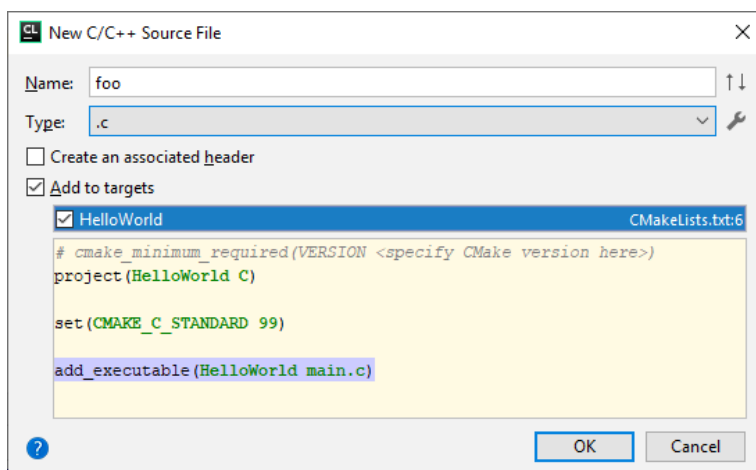 CL New C/C++ Source File
Name: foo
Type: .c
Create an associated header
Add to targets
HelloWorld CMakeLists.txt:6
# cmake_minimum_required(VERSION <specify CMake version here>)
project(HelloWorld C)
set(CMAKE_C_STANDARD 99)
add_executable(HelloWorld main.c)
? OK Cancel